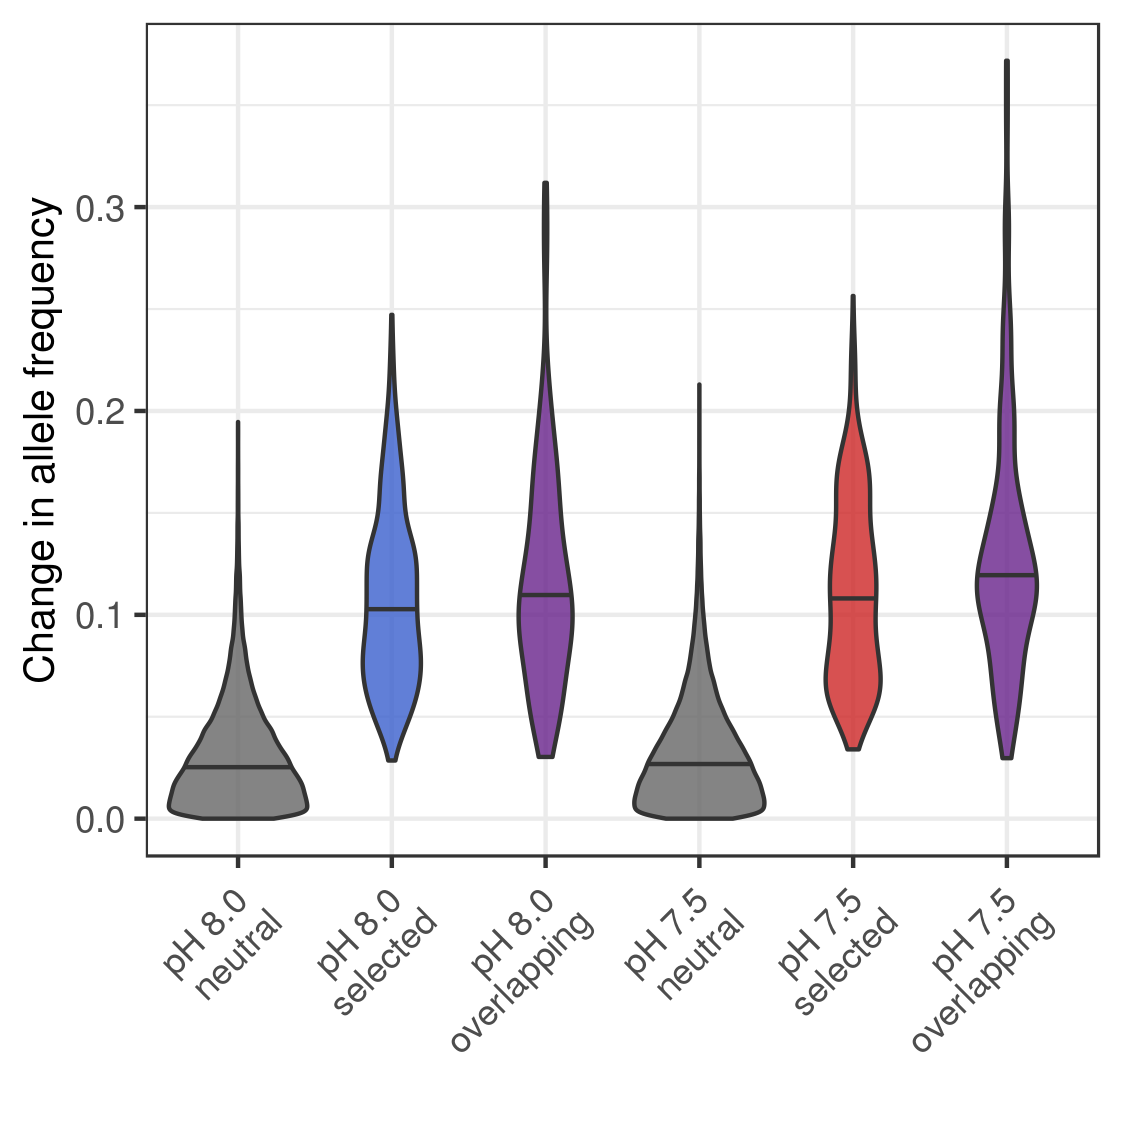 Change in allele frequency
0.3
0.2
0.1
0.0
pH 8.0
neutral
pH 8.0
selected
pH 8.0
overlapping
pH 7.5
neutral
pH 7.5
selected
pH 7.5
overlapping